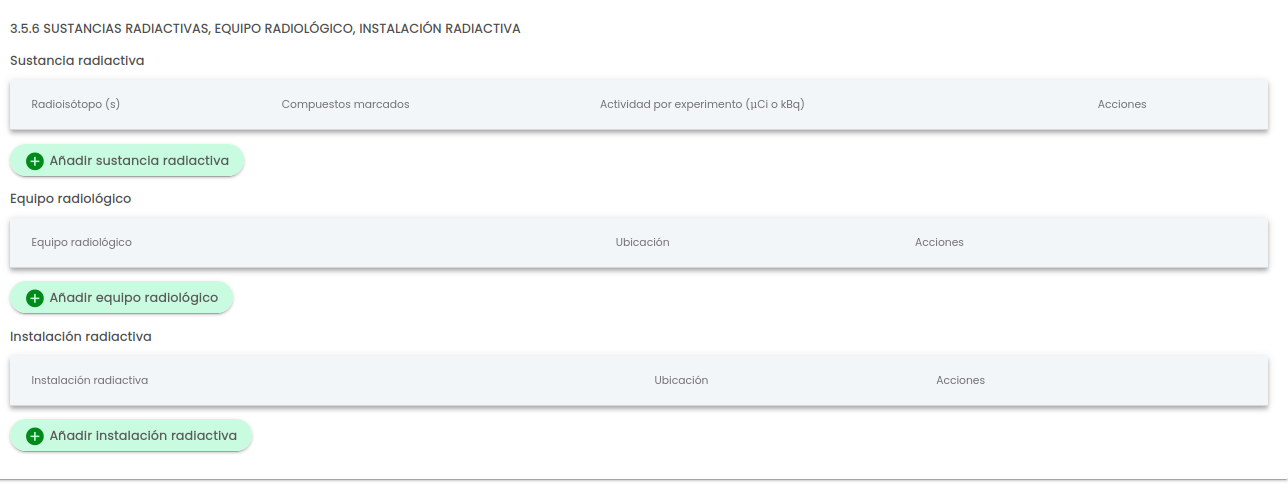 3.5.6 SUSTANCIAS RADIACTIVAS, EQUIPO RADIOLÓGICO, INSTALACIÓN RADIACTIVA
Sustancia radiactiva
Radioisótopo (s) Compuestos marcados Actividad por experimento (µCi o kBq) Acciones
Añadir sustancia radiactiva
Equipo radiológico
Equipo radiológico Ubicación Acciones
Añadir equipo radiológico
Instalación radiactiva
Instalación radiactiva Ubicación Acciones
Añadir instalación radiactiva